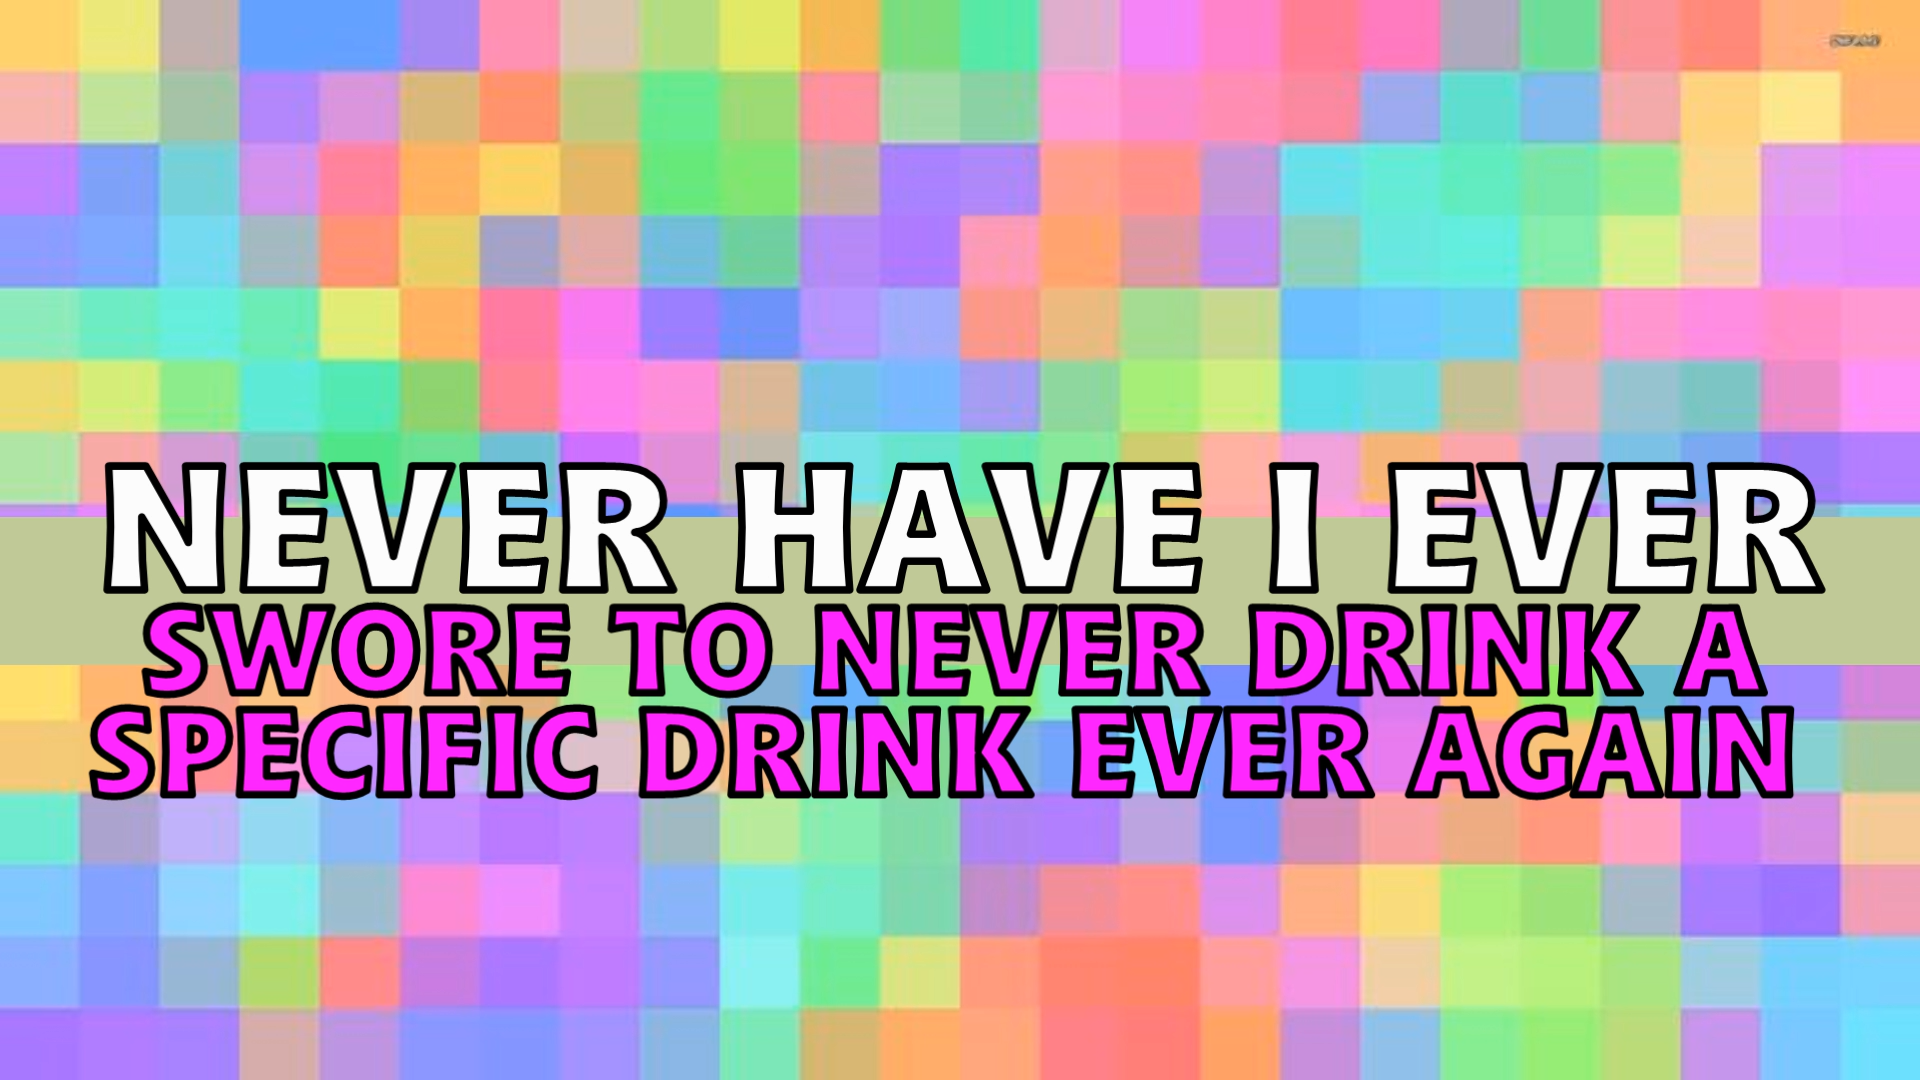 NEVER HAVE I EVER
SWORE TO NEVER DRINK A
SPECIFIC DRINK EVER AGAIN